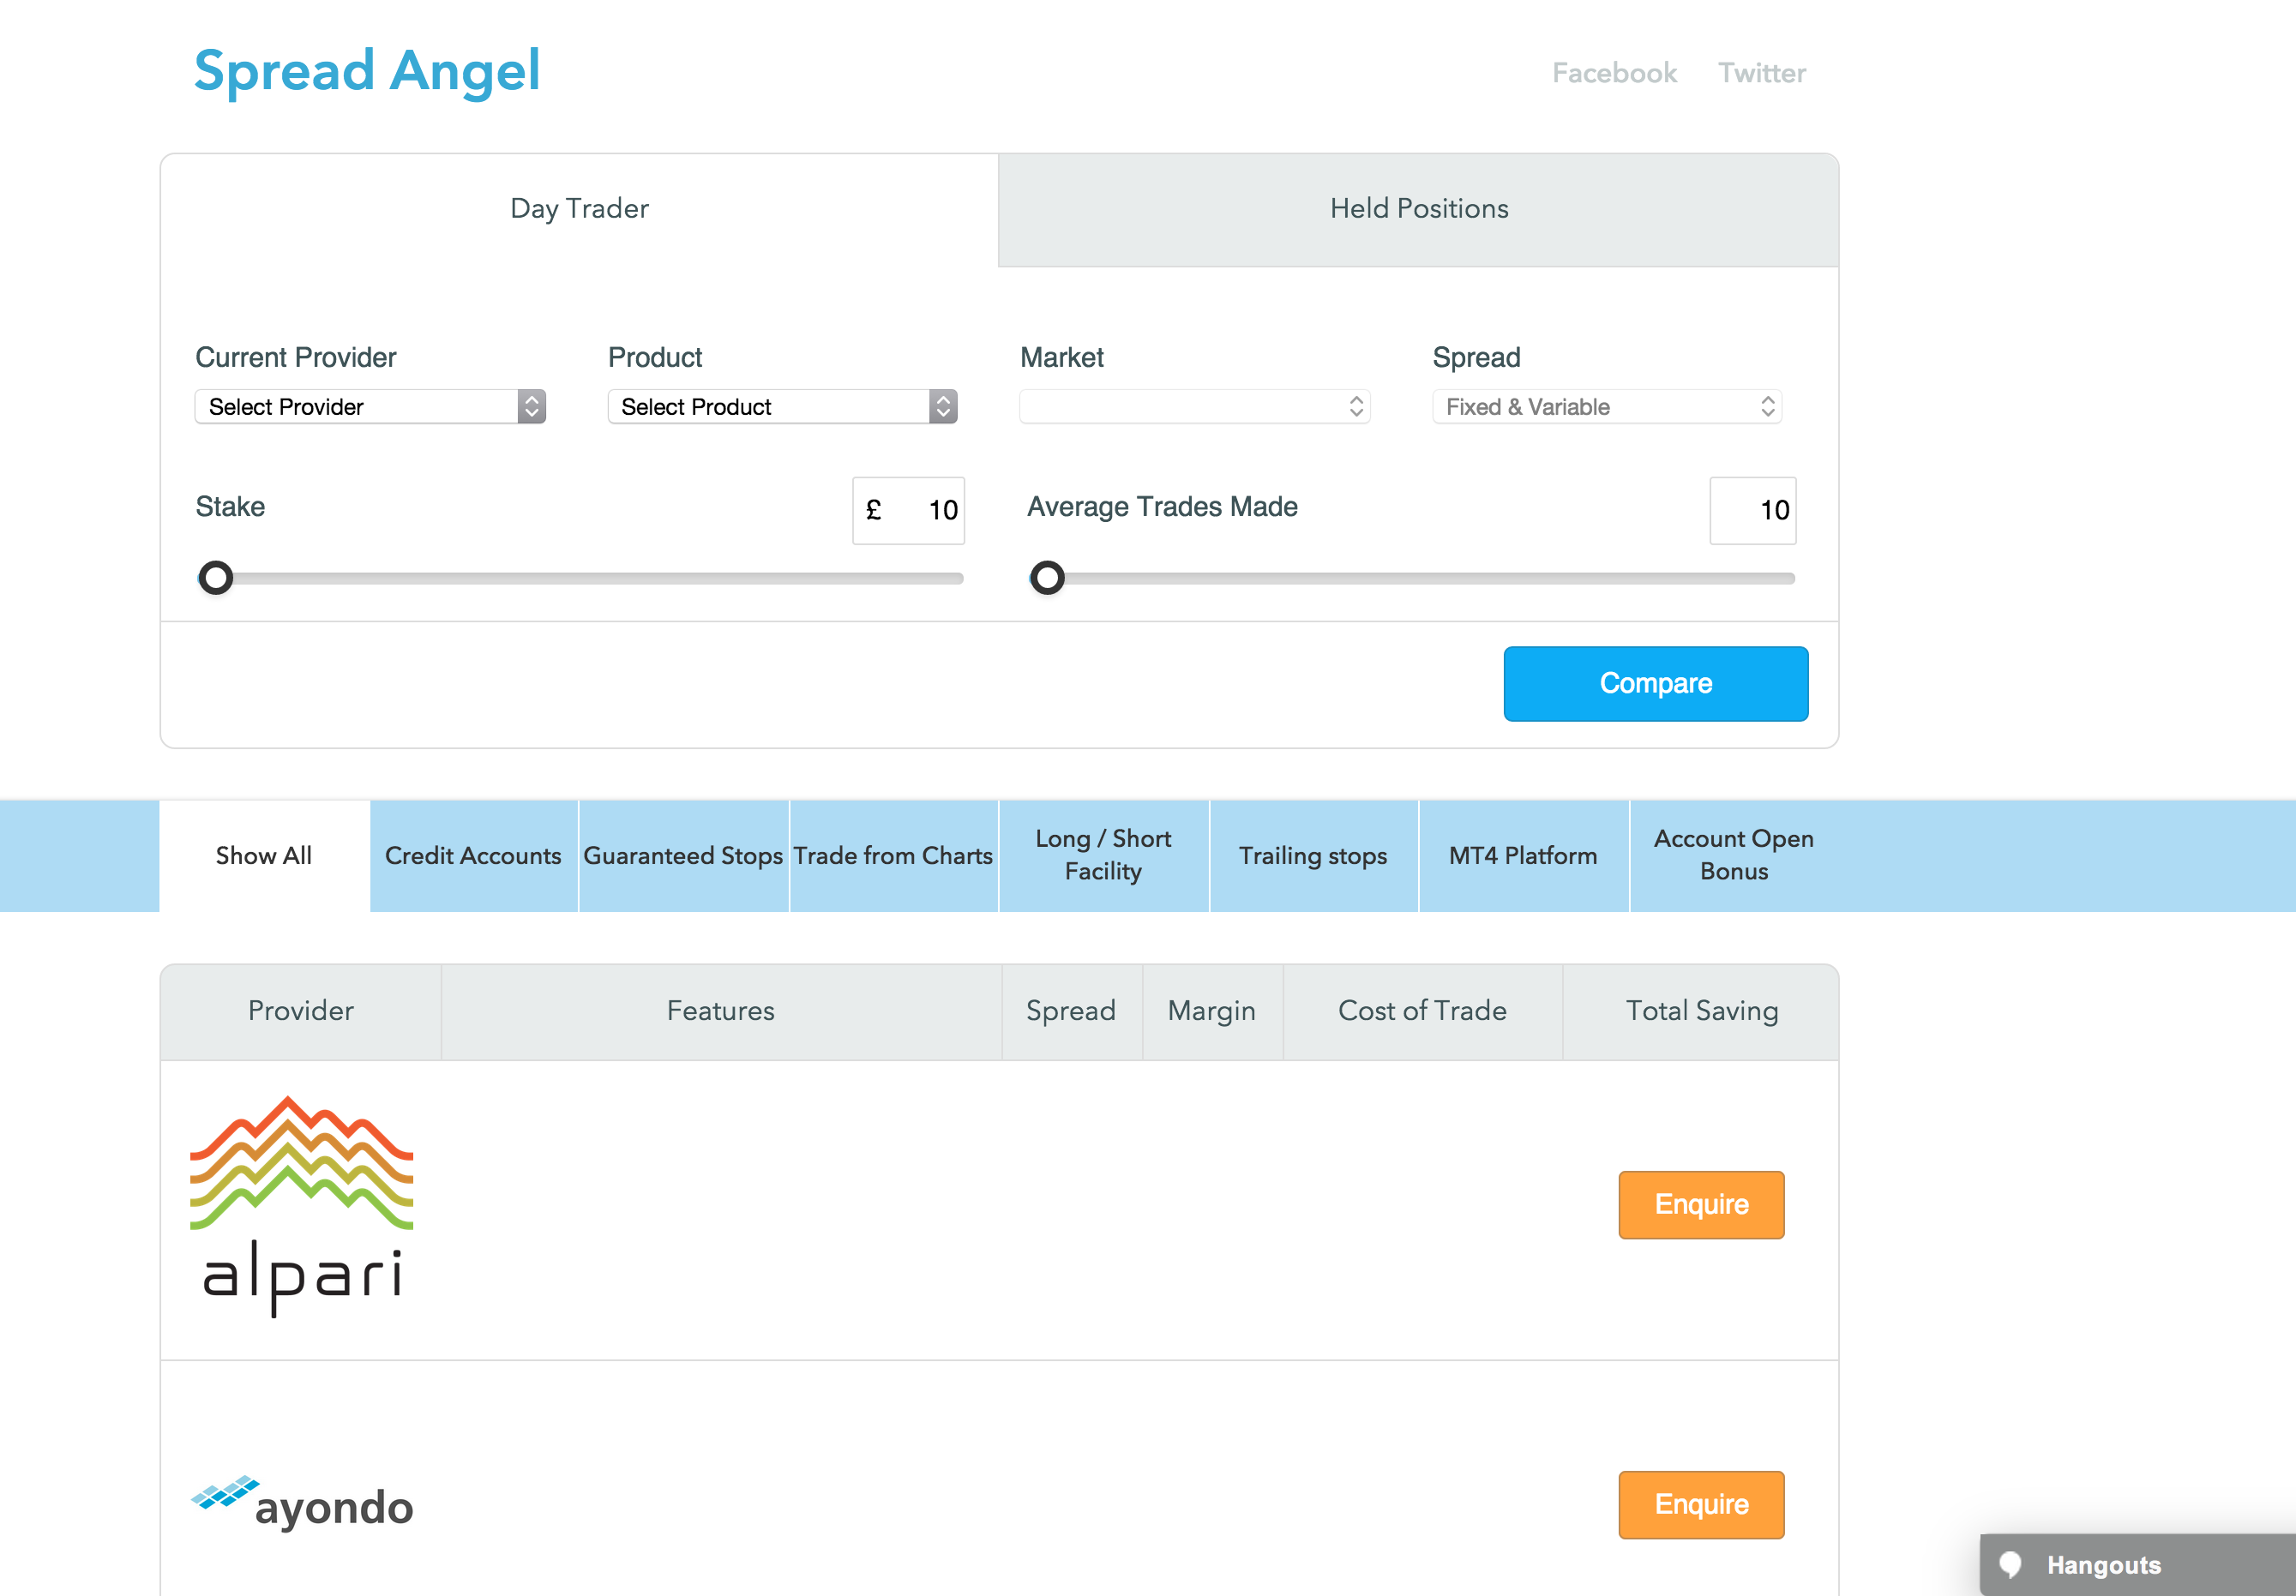 Spread Angel
Facebook Twitter
Day Trader
Held Positions
Current Provider
Product
Market
Spread
Select Provider
Select Product
Fixed & Variable
Stake
£ 10
Average Trades Made
10
Compare
Show All
Credit Accounts
Guaranteed Stops
Trade from Charts
Long / Short
Facility
Trailing stops
MT4 Platform
Account Open
Bonus
Provider
Features
Spread
Margin
Cost of Trade
Total Saving
alpari
Enquire
ayondo
Enquire
Hangouts